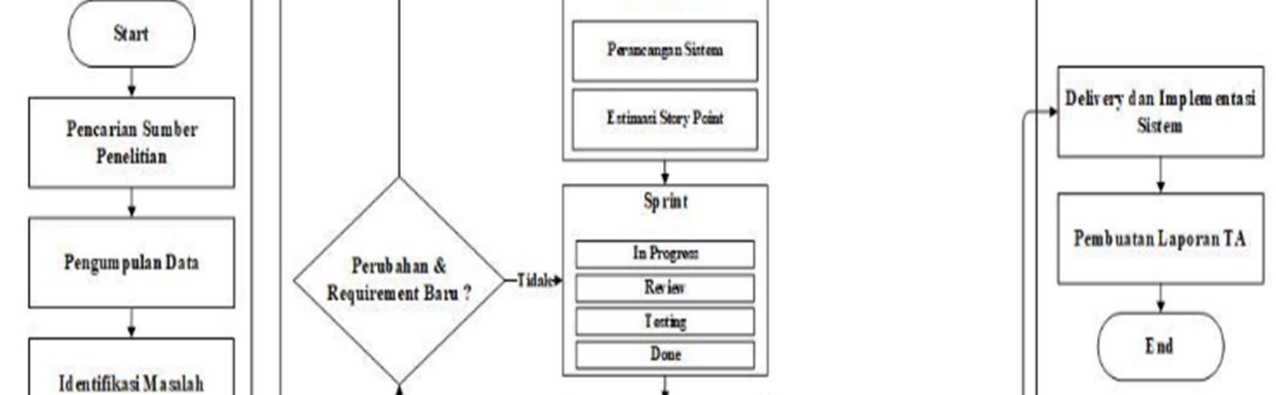 Start
Pencarian Sumber
Penelitian
Pengumpulan Data
Identifikasi Masalah
Perubahan &
Requirement Baru ?
Tidak
Perancangan Sistem
Estimasi Story Point
Sprint
In Progress
Review
Testing
Done
Delivery dan Implementasi
Sistem
Pembuatan Laporan TA
End